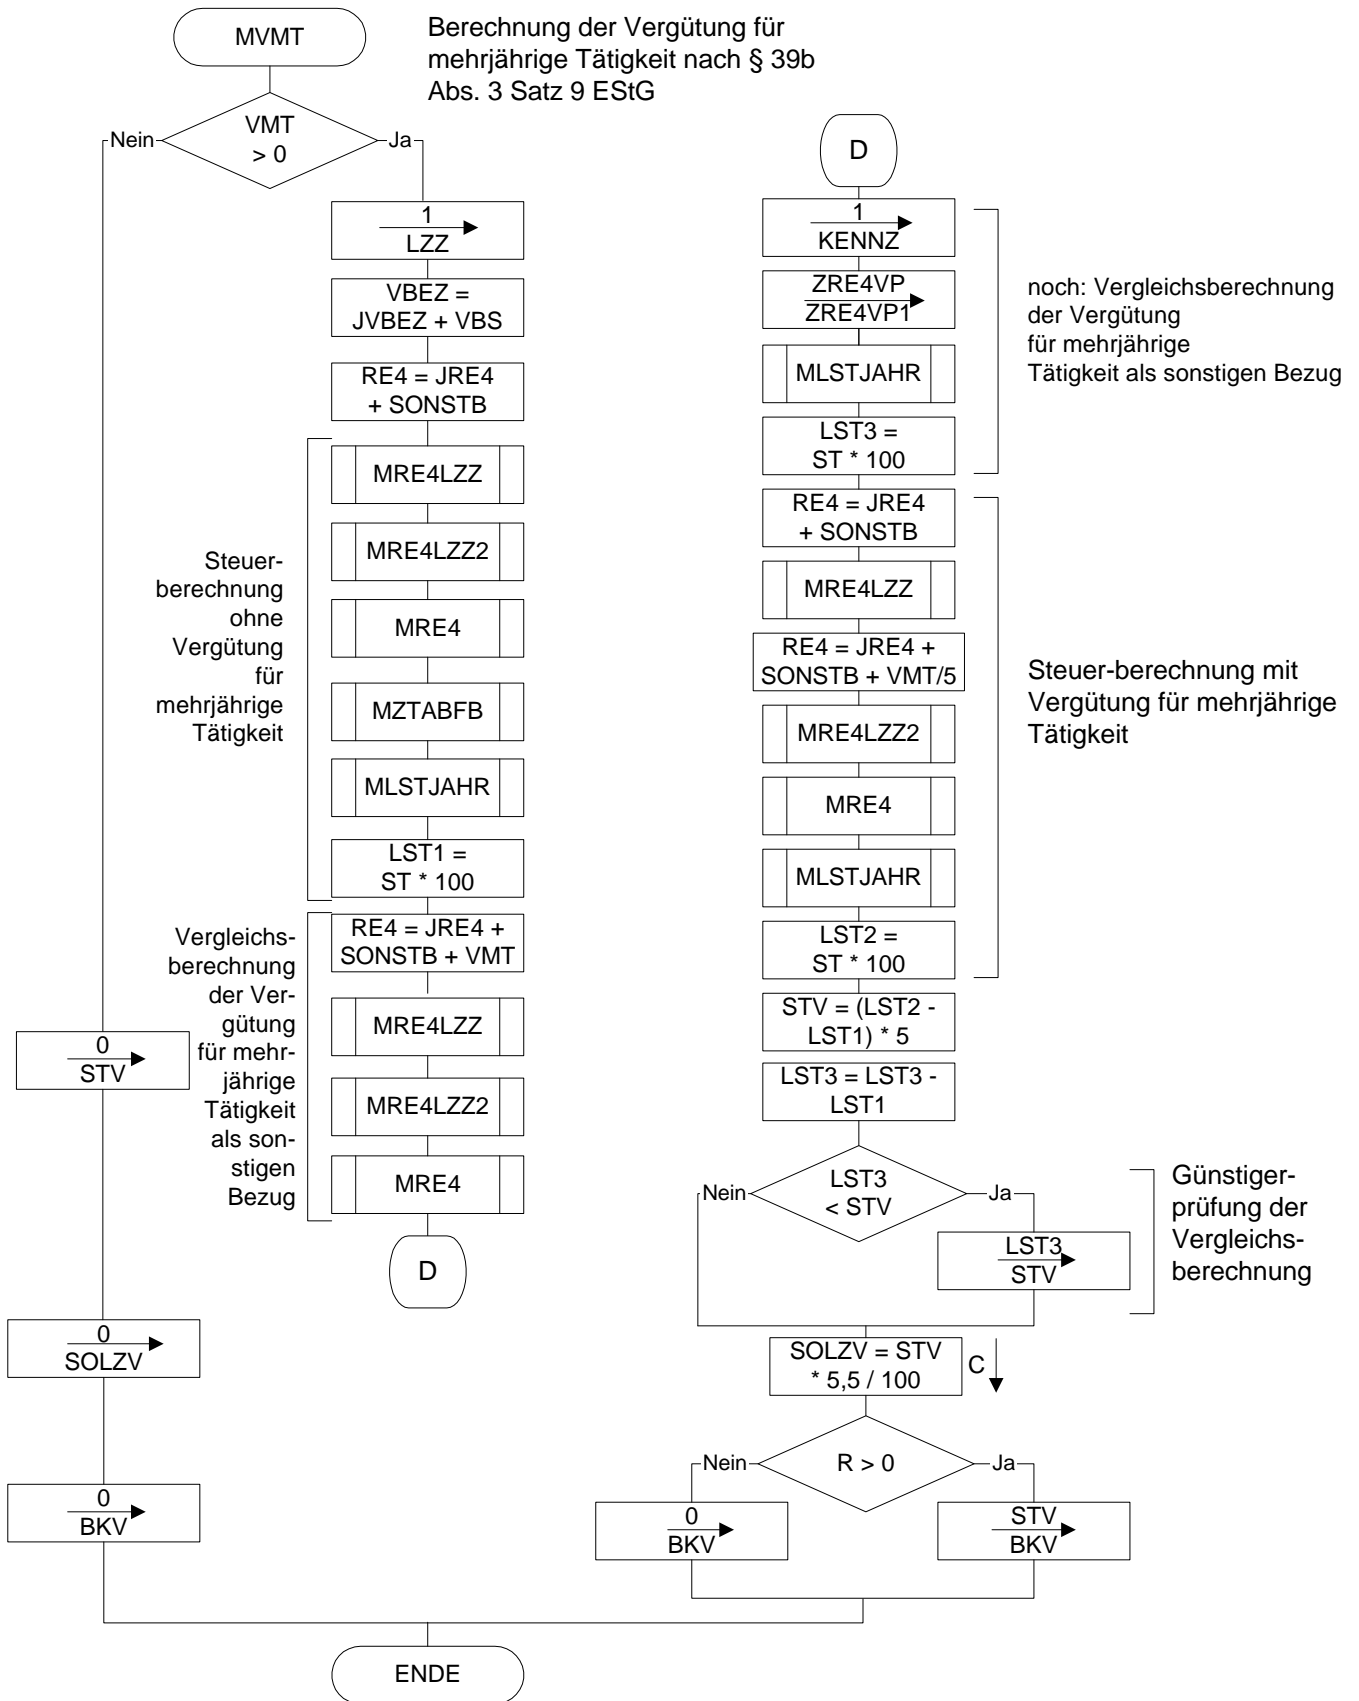 MVMT
Berechnung der Vergütung für
mehrjährige Tätigkeit nach § 39b
Abs. 3 Satz 9 EStG
VMT
> 0
Nein
Ja
1
LZZ
VBEZ =
JVBEZ + VBS
RE4 = JRE4
+ SONSTB
MRE4LZZ
MRE4LZZ2
MRE4
MZTABFB
MLSTJAHR
LST1 =
ST * 100
Steuer-
berechnung
ohne
Vergütung
für
mehrjährige
Tätigkeit
RE4 = JRE4 +
SONSTB + VMT
MRE4LZZ
MRE4LZZ2
MRE4
Vergleichs-
berechnung
der Ver-
gütung
für mehr-
jährige
Tätigkeit
als son-
stigen
Bezug
D
0
STV
0
SOLZV
0
BKV
D
1
KENNZ
ZRE4VP
ZRE4VP1
MLSTJAHR
LST3 =
ST * 100
noch: Vergleichsberechnung
der Vergütung
für mehrjährige
Tätigkeit als sonstigen Bezug
RE4 = JRE4
+ SONSTB
MRE4LZZ
RE4 = JRE4 +
SONSTB + VMT/5
MRE4LZZ2
MRE4
MLSTJAHR
LST2 =
ST * 100
Steuer-berechnung mit
Vergütung für mehrjährige
Tätigkeit
STV = (LST2 -
LST1) * 5
LST3 = LST3 -
LST1
LST3
< STV
Nein
Ja
LST3
STV
Günstiger-
prüfung der
Vergleichs-
berechnung
SOLZV = STV
* 5,5 / 100
C
R > 0
Nein
Ja
0
BKV
STV
BKV
ENDE